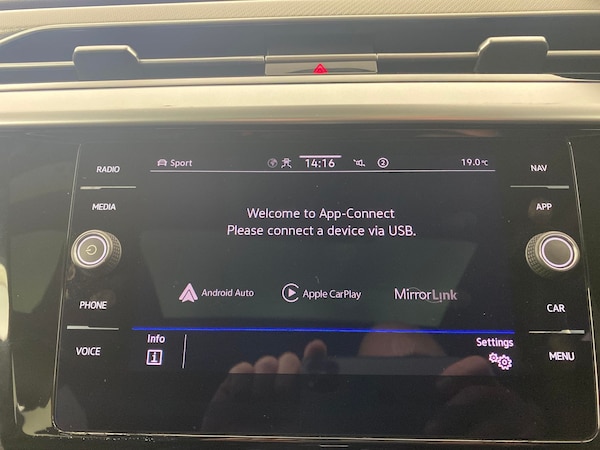 RADIO
MEDIA
PHONE
VOICE
Sport
14:16
2
19.0°C
Welcome to App-Connect
Please connect a device via USB.
Android Auto
Apple CarPlay
MirrorLink
Info
i
Settings
NAV
APP
CAR
MENU